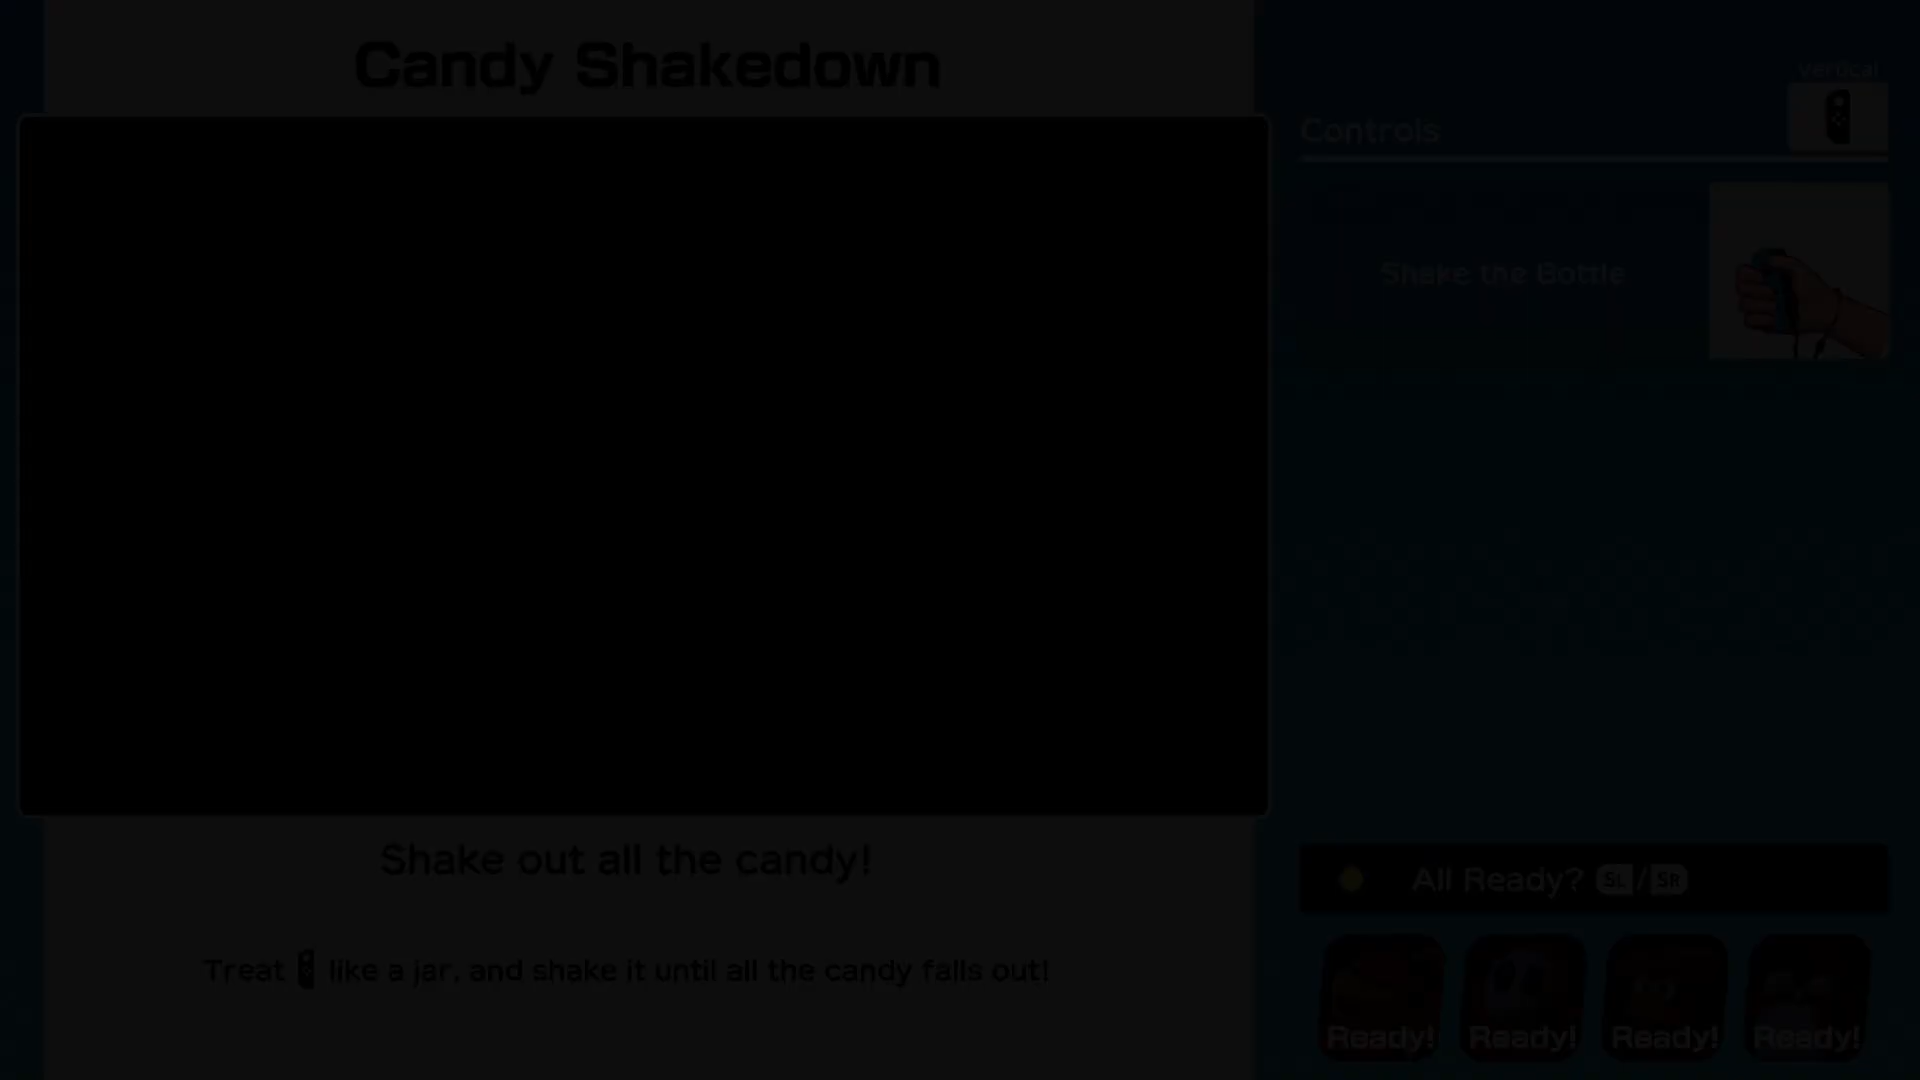 Candy Shakedown
Vertical
Controls
Shake the Bottle
Shake out all the candy!
Treat like a jar, and shake it until all the candy falls out!
All Ready? SL/SR
Ready! Ready! Ready! Ready!